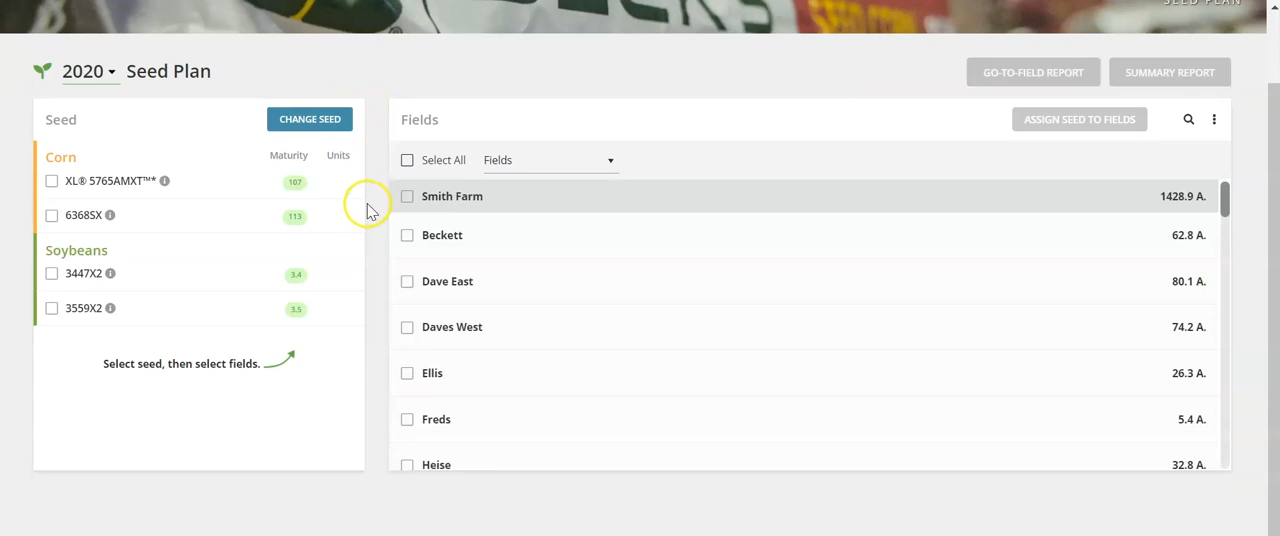 SEED PLAN
2020 Seed Plan
GO-TO-FIELD REPORT
SUMMARY REPORT
Seed
CHANGE SEED
Corn Maturity Units
XL® 5765AMXT™* 107
6368SX 113
Soybeans
3447X2 3.4
3559X2 3.5
Select seed, then select fields.
Fields
ASSIGN SEED TO FIELDS
Select All Fields
Smith Farm 1428.9 A.
Beckett 62.8 A.
Dave East 80.1 A.
Daves West 74.2 A.
Ellis 26.3 A.
Freds 5.4 A.
Heise 32.8 A.